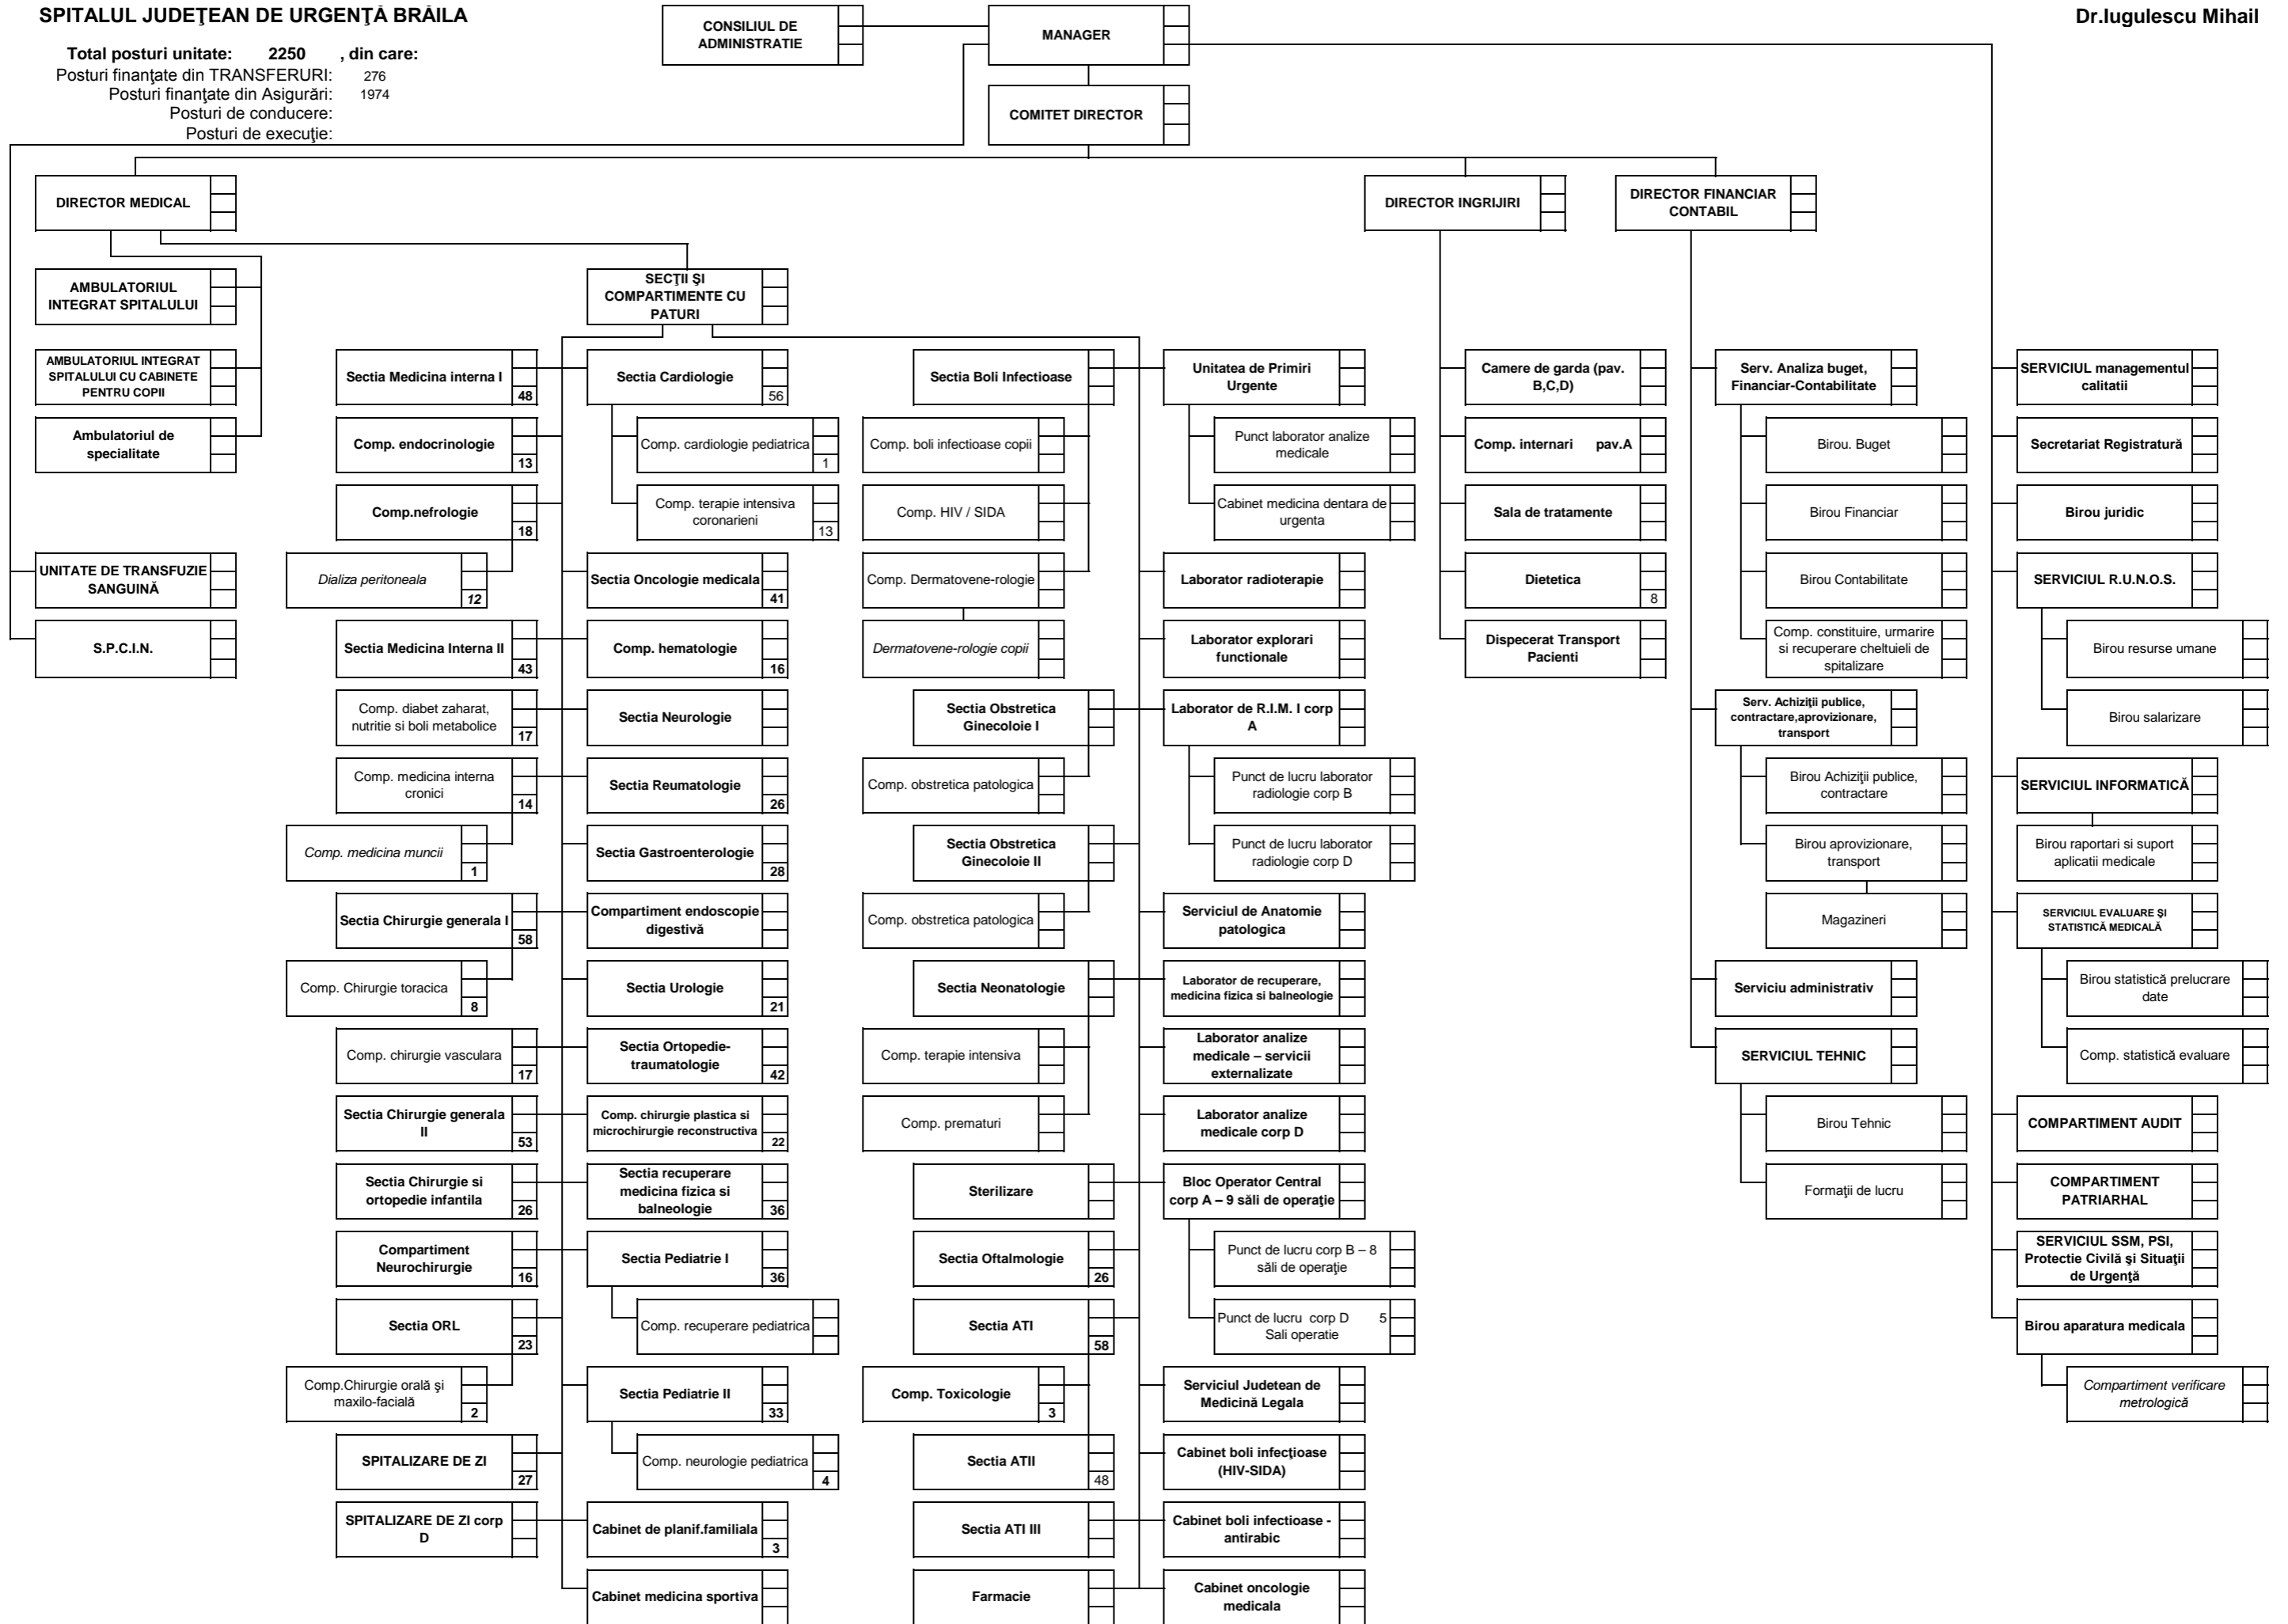 SPITALUL JUDEŢEAN DE URGENŢĂ BRĂILA
Total posturi unitate: 2250 , din care:
Posturi finanţate din TRANSFERURI: 276
Posturi finanţate din Asigurări: 1974
Posturi de conducere:
Posturi de execuţie:
CONSILIUL DE
ADMINISTRATIE
MANAGER
Dr.Iugulescu Mihail
COMITET DIRECTOR
DIRECTOR MEDICAL
DIRECTOR INGRIJIRI
DIRECTOR FINANCIAR
CONTABIL
AMBULATORIUL
INTEGRAT SPITALULUI
AMBULATORIUL INTEGRAT
SPITALULUI CU CABINETE
PENTRU COPII
Ambulatoriul de
specialitate
UNITATE DE TRANSFUZIE
SANGUINĂ
S.P.C.I.N.
SECŢII ŞI
COMPARTIMENTE CU
PATURI
Sectia Medicina interna I
48
Comp. endocrinologie
13
Comp.nefrologie
18
Dializa peritoneala
12
Sectia Medicina Interna II
43
Comp. diabet zaharat,
nutritie si boli metabolice
17
Comp. medicina interna
cronici
14
Comp. medicina muncii
1
Sectia Chirurgie generala I
58
Comp. Chirurgie toracica
8
Comp. chirurgie vasculara
17
Sectia Chirurgie generala
II
53
Sectia Chirurgie si
ortopedie infantila
26
Compartiment
Neurochirurgie
16
Sectia ORL
23
Comp.Chirurgie orală şi
maxilo-facială
2
SPITALIZARE DE ZI
27
SPITALIZARE DE ZI corp
D
Sectia Cardiologie
56
Comp. cardiologie pediatrica
1
Comp. terapie intensiva
coronarieni
13
Sectia Oncologie medicala
41
Comp. hematologie
16
Sectia Neurologie
Sectia Reumatologie
26
Sectia Gastroenterologie
28
Compartiment endoscopie
digestivă
Sectia Urologie
21
Sectia Ortopedie-
traumatologie
42
Comp. chirurgie plastica si
microchirurgie reconstructiva
22
Sectia recuperare
medicina fizica si
balneologie
36
Sectia Pediatrie I
36
Comp. recuperare pediatrica
Sectia Pediatrie II
33
Comp. neurologie pediatrica
4
Cabinet de planif.familiala
3
Cabinet medicina sportiva
Sectia Boli Infectioase
Comp. boli infectioase copii
Comp. HIV / SIDA
Comp. Dermatovene-rologie
Dermatovene-rologie copii
Sectia Obstretica
Ginecoloie I
Comp. obstretica patologica
Sectia Obstretica
Ginecoloie II
Comp. obstretica patologica
Sectia Neonatologie
Comp. terapie intensiva
Comp. prematuri
Sterilizare
Sectia Oftalmologie
26
Sectia ATI
58
Comp. Toxicologie
3
Sectia ATII
48
Sectia ATI III
Farmacie
Unitatea de Primiri
Urgente
Punct laborator analize
medicale
Cabinet medicina dentara de
urgenta
Laborator radioterapie
Laborator explorari
functionale
Laborator de R.I.M. I corp
A
Punct de lucru laborator
radiologie corp B
Punct de lucru laborator
radiologie corp D
Serviciul de Anatomie
patologica
Laborator de recuperare,
medicina fizica si balneologie
Laborator analize
medicale – servicii
externalizate
Laborator analize
medicale corp D
Bloc Operator Central
corp A – 9 săli de operaţie
Punct de lucru corp B – 8
săli de operaţie
Punct de lucru corp D 5
Sali operatie
Serviciul Judetean de
Medicină Legala
Cabinet boli infecţioase
(HIV-SIDA)
Cabinet boli infectioase -
antirabic
Cabinet oncologie
medicala
Camere de garda (pav.
B,C,D)
Comp. internari pav.A
Sala de tratamente
Dietetica
8
Dispecerat Transport
Pacienti
Serv. Analiza buget,
Financiar-Contabilitate
Birou. Buget
Birou Financiar
Birou Contabilitate
Comp. constituire, urmarire
si recuperare cheltuieli de
spitalizare
Serv. Achiziţii publice,
contractare,aprovizionare,
transport
Birou Achiziţii publice,
contractare
Birou aprovizionare,
transport
Magazineri
Serviciu administrativ
SERVICIUL TEHNIC
Birou Tehnic
Formaţii de lucru
SERVICIUL managementul
calitatii
Secretariat Registratură
Birou juridic
SERVICIUL R.U.N.O.S.
Birou resurse umane
Birou salarizare
SERVICIUL INFORMATICĂ
Birou raportari si suport
aplicatii medicale
SERVICIUL EVALUARE ŞI
STATISTICĂ MEDICALĂ
Birou statistică prelucrare
date
Comp. statistică evaluare
COMPARTIMENT AUDIT
COMPARTIMENT
PATRIARHAL
SERVICIUL SSM, PSI,
Protectie Civilă şi Situaţii
de Urgenţă
Birou aparatura medicala
Compartiment verificare
metrologică